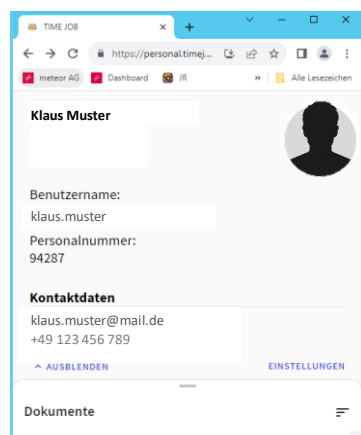 TIME JOB
https://personal.timej...
meteor AG
Dashboard
JR
Alle Lesezeichen
Klaus Muster
Benutzername:
klaus.muster
Personalnummer:
94287
Kontaktdaten
klaus.muster@mail.de
+49 123 456 789
AUSBLENDEN
EINSTELLUNGEN
Dokumente